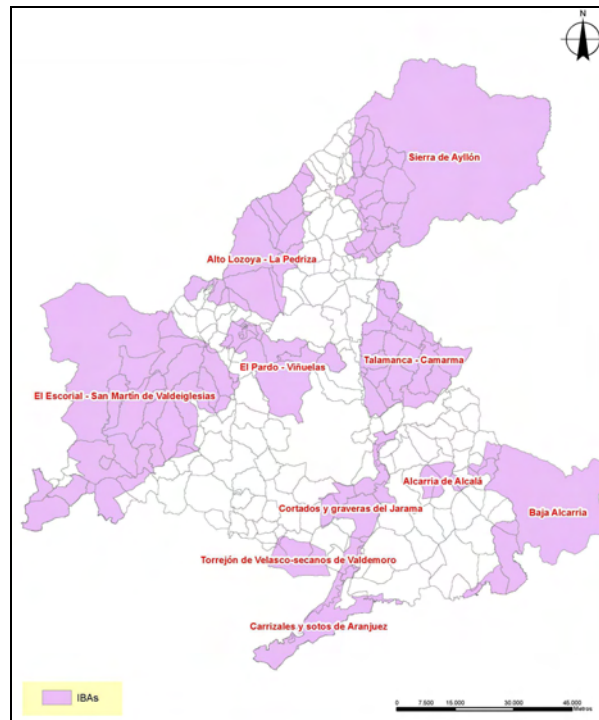 N
Sierra de Ayllón
Alto Lozoya - La Pedriza
El Pardo - Viñuelas
Talamanca - Camarma
El Escorial - San Martín de Valdeiglesias
Alcarria de Alcalá
Cortados y graveras del Jarama
Baja Alcarria
Torrejón de Velasco-secanos de Valdemoro
Carrizales y sotos de Aranjuez
IBAs
0 7.500 15.000 30.000 45.000
Metros